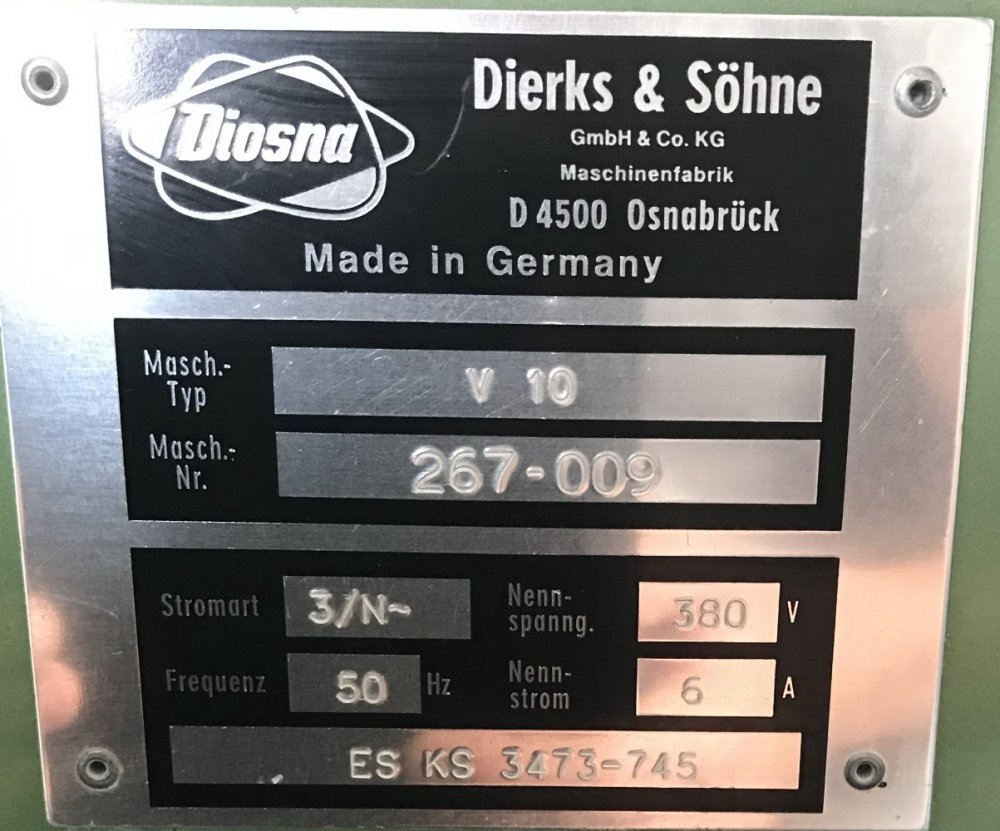 Diosna
Dierks & Söhne
GmbH & Co. KG
Maschinenfabrik
D 4500 Osnabrück
Made in Germany
Masch.-
Typ
V 10
Masch.-
Nr.
267-009
Stromart 3/N~
Nenn-
spanng.
380 V
Frequenz 50 Hz
Nenn-
strom
6 A
ES KS 3473-745